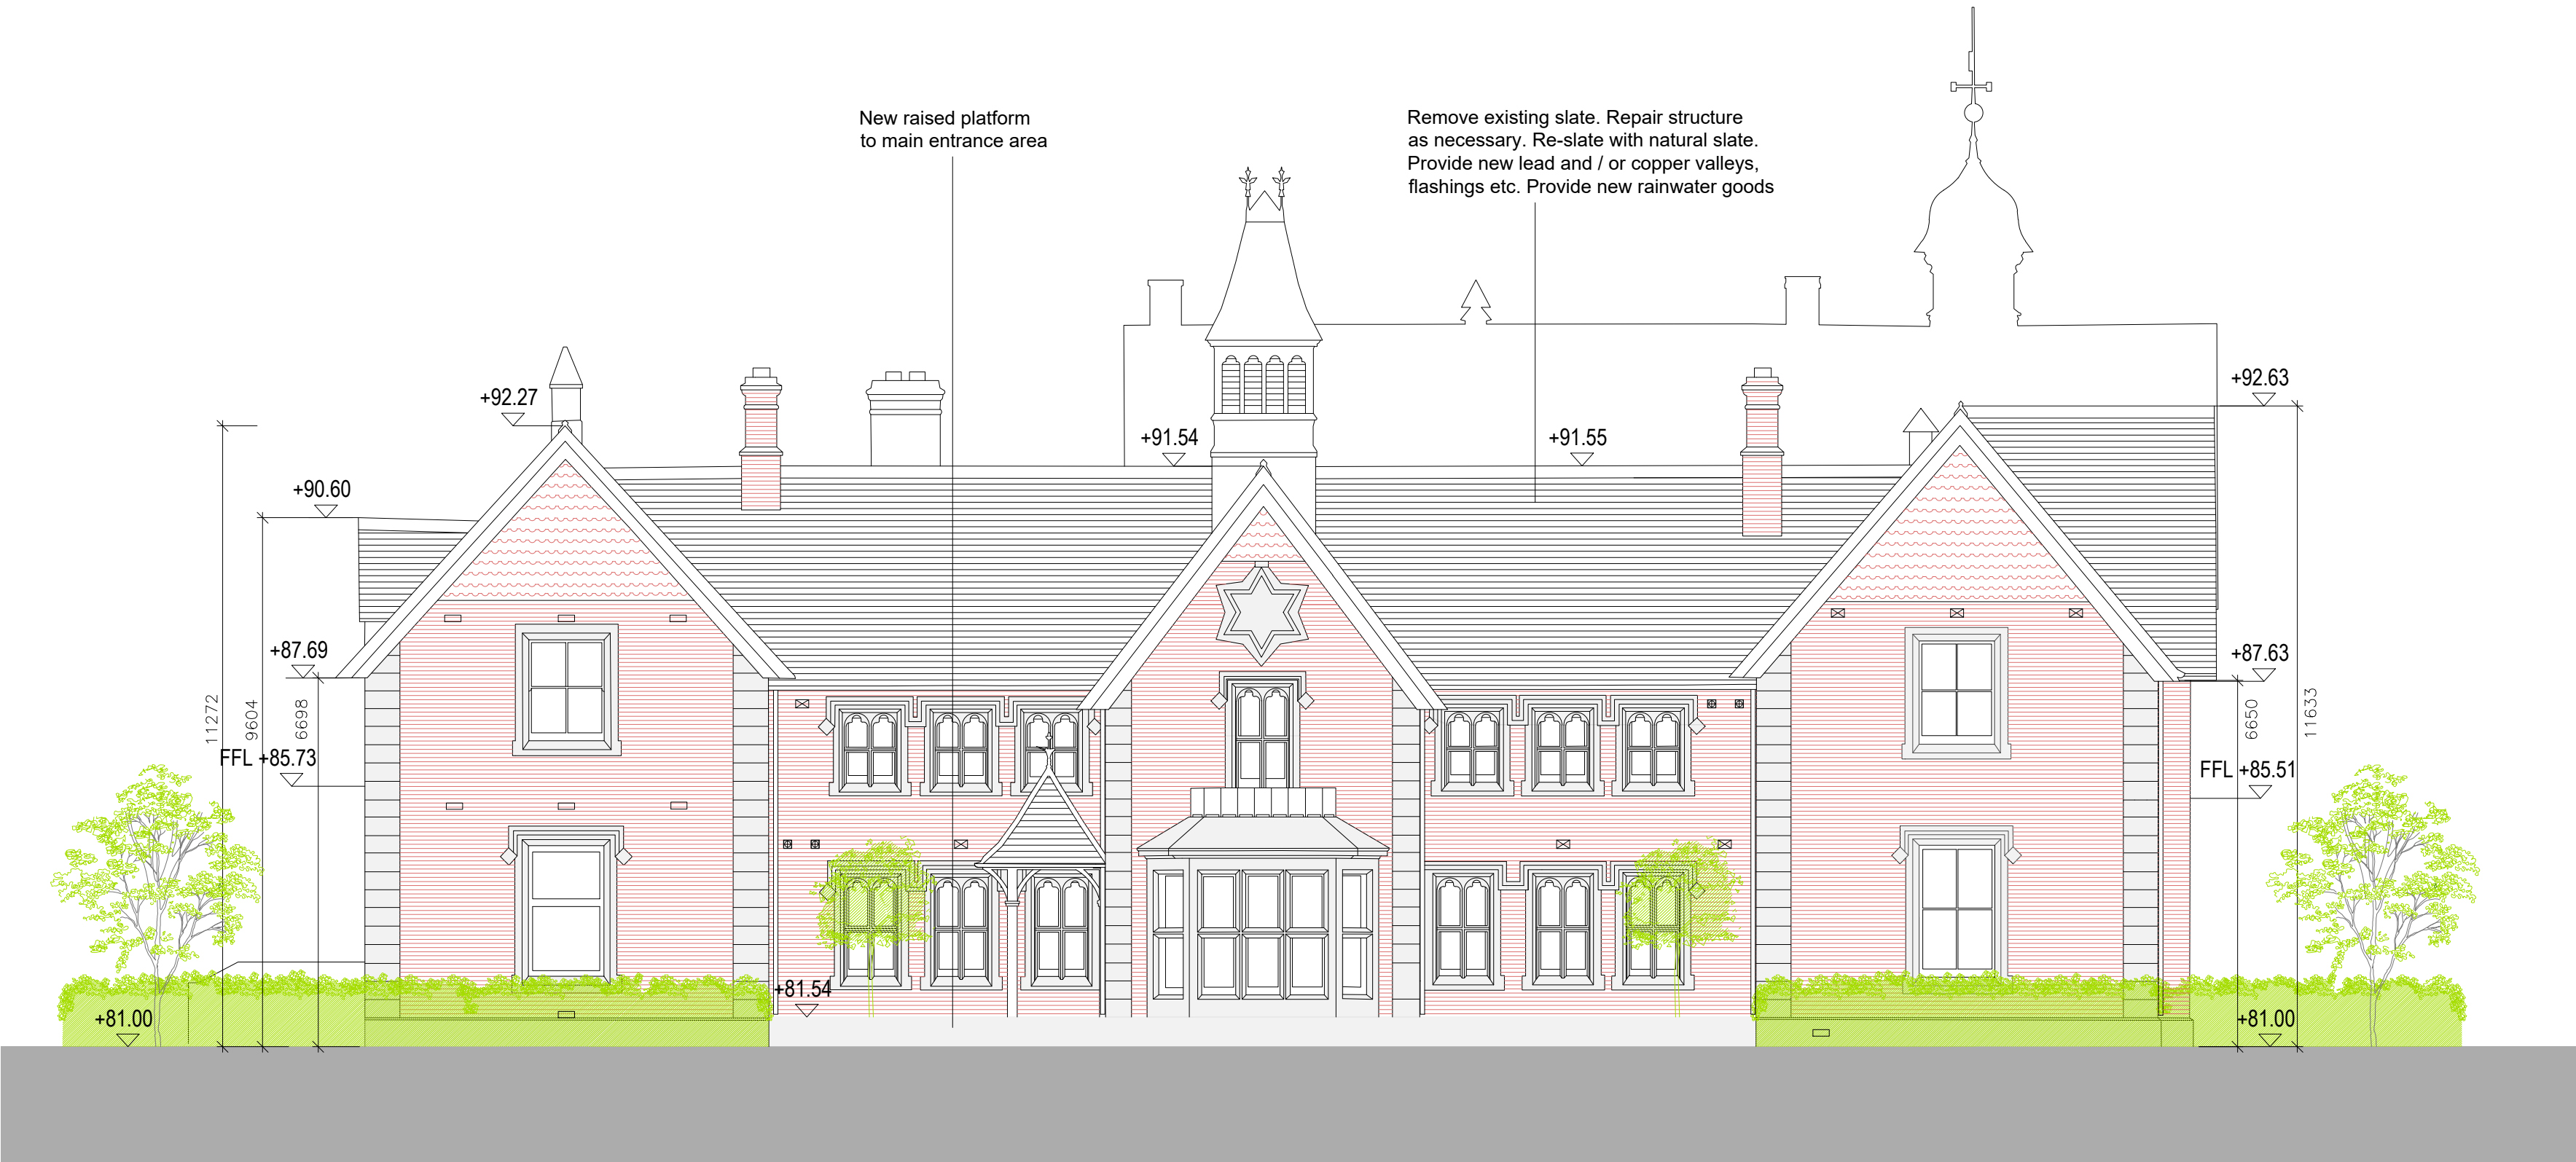 New raised platform
to main entrance area
Remove existing slate. Repair structure
as necessary. Re-slate with natural slate.
Provide new lead and / or copper valleys,
flashings etc. Provide new rainwater goods
+92.27
+91.54
+91.55
+92.63
+90.60
+87.69
+87.63
11272
9604
6698
6650
11633
FFL +85.73
FFL +85.51
+81.54
+81.00
+81.00